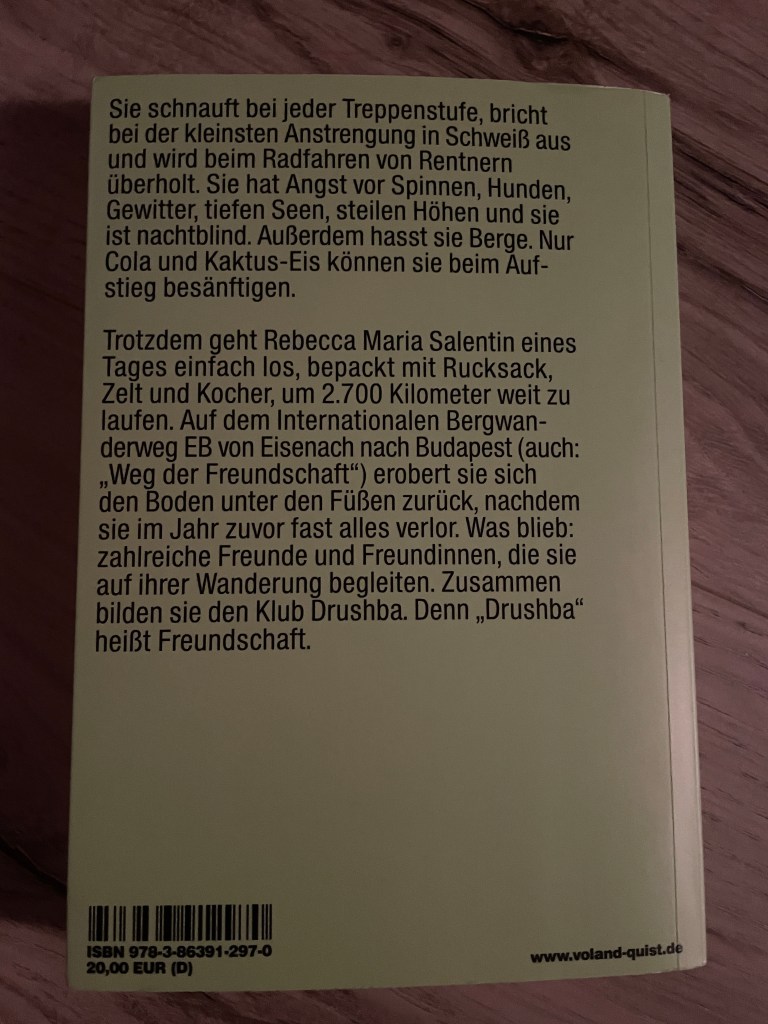 Sie schnauft bei jeder Treppenstufe, bricht
bei der kleinsten Anstrengung in Schweiß aus
und wird beim Radfahren von Rentnern
überholt. Sie hat Angst vor Spinnen, Hunden,
Gewitter, tiefen Seen, steilen Höhen und sie
ist nachtblind. Außerdem hasst sie Berge. Nur
Cola und Kaktus-Eis können sie beim Auf-
stieg besänftigen.
Trotzdem geht Rebecca Maria Salentin eines
Tages einfach los, bepackt mit Rucksack,
Zelt und Kocher, um 2.700 Kilometer weit zu
laufen. Auf dem Internationalen Bergwan-
derweg EB von Eisenach nach Budapest (auch:
„Weg der Freundschaft“) erobert sie sich
den Boden unter den Füßen zurück, nachdem
sie im Jahr zuvor fast alles verlor. Was blieb:
zahlreiche Freunde und Freundinnen, die sie
auf ihrer Wanderung begleiten. Zusammen
bilden sie den Klub Drushba. Denn „Drushba“
heißt Freundschaft.
ISBN 978-3-86391-297-0
20,00 EUR (D)
www.voland-quist.de